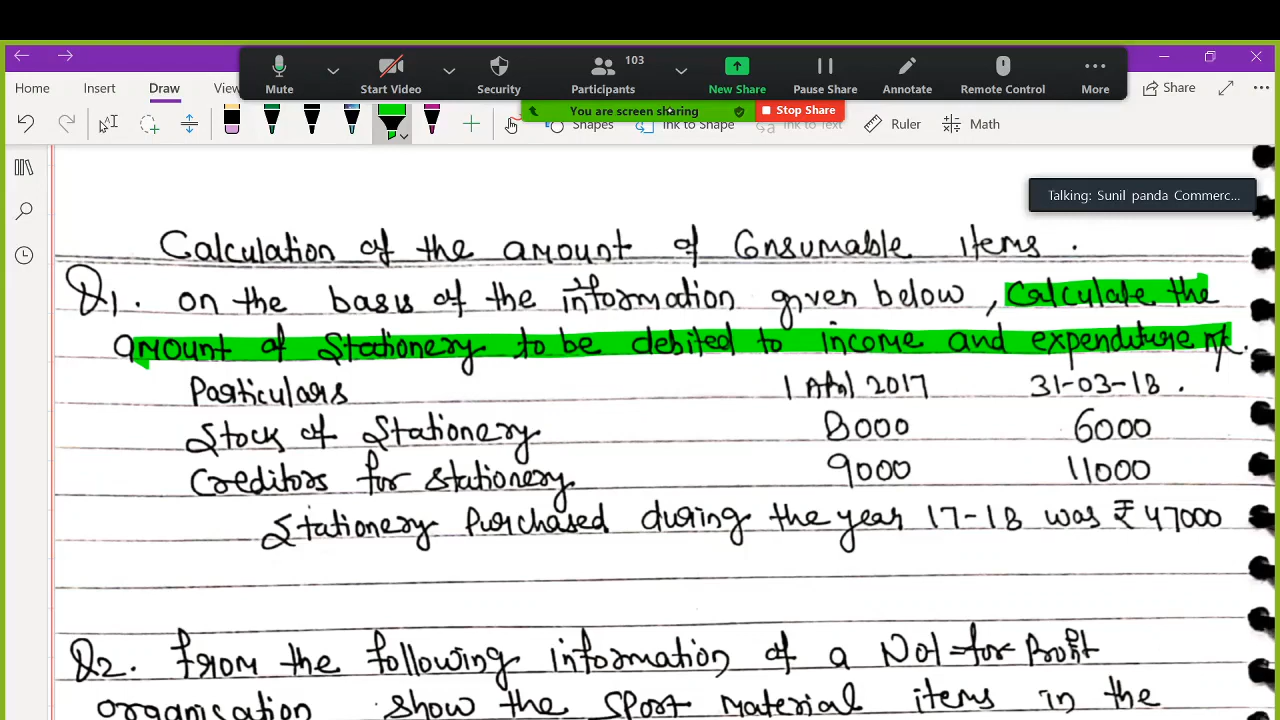 Mute
Start Video
Security
Participants
103
New Share
Pause Share
Annotate
Remote Control
More
You are screen sharing
Stop Share
Home
Insert
Draw
View
Share
Shapes
Ink to Shape
Ink to Text
Ruler
Math
Talking: Sunil panda Commerc...
Calculation of the amount of Consumable items.
Q1. on the basis of the information given below, Calculate the
amount of Stationery to be debited to income and expenditure A/c.
Particulars 1 April 2017 31-03-18.
Stock of Stationery 8000 6000
Creditors for stationery 9000 11000
Stationery Purchased during the year 17-18 was ₹47000
Q2. From the following information of a Not-for Profit
organisation show the Sport material items in the